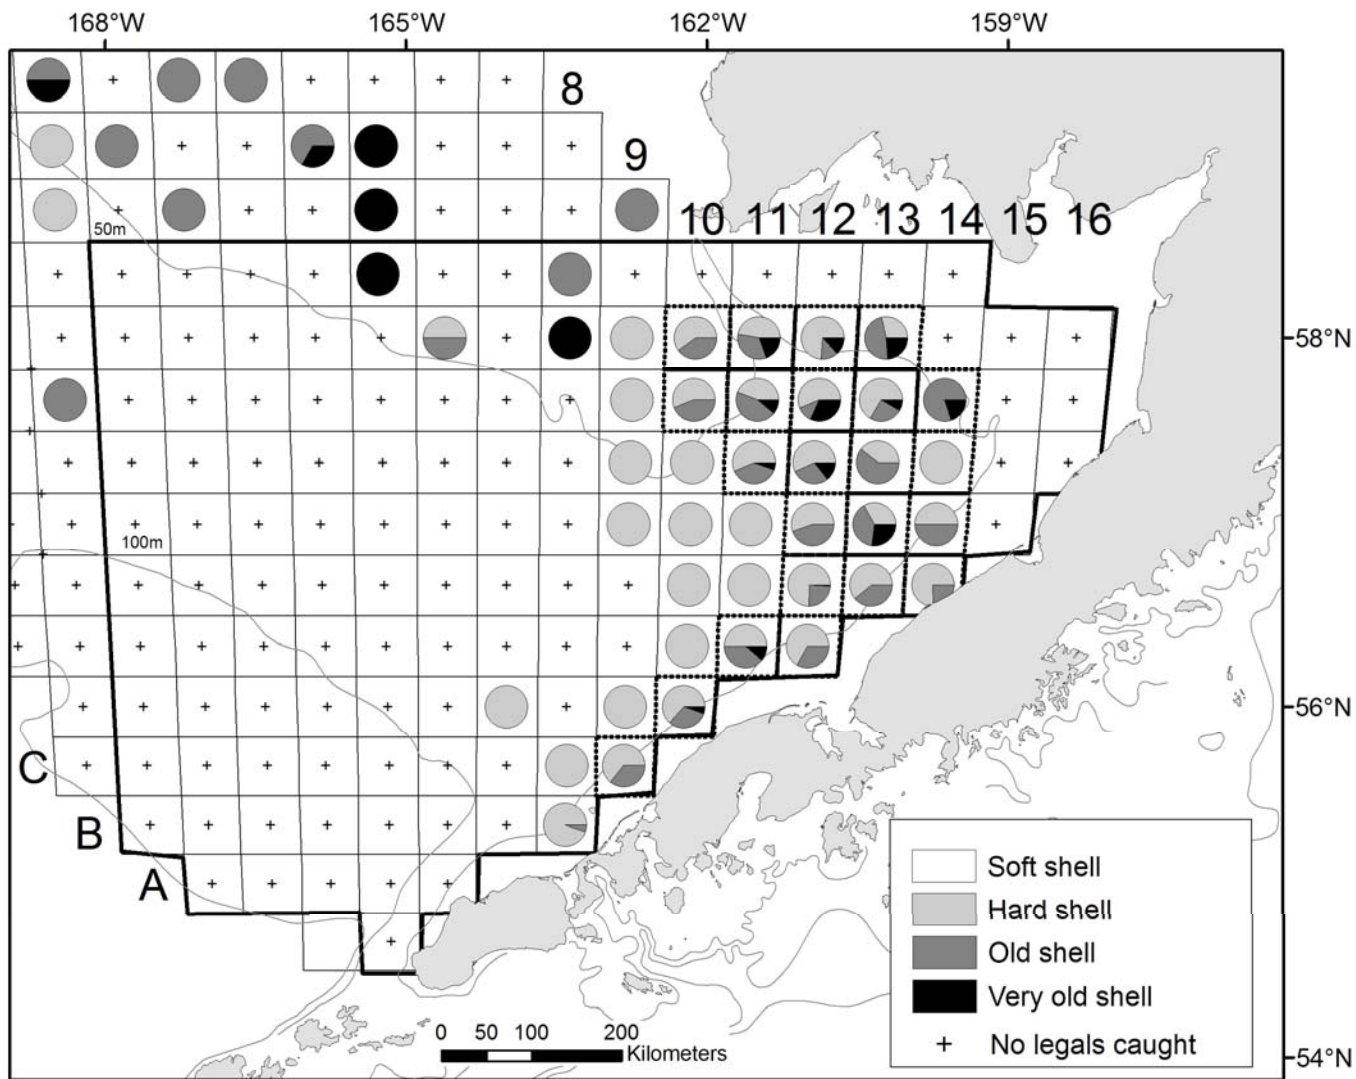 168°W 165°W 162°W 159°W
8
9
10 11 12 13 14 15 16
50m
58°N
100m
56°N
C
B
A
Soft shell
Hard shell
Old shell
Very old shell
+ No legals caught
0 50 100 200
Kilometers
54°N